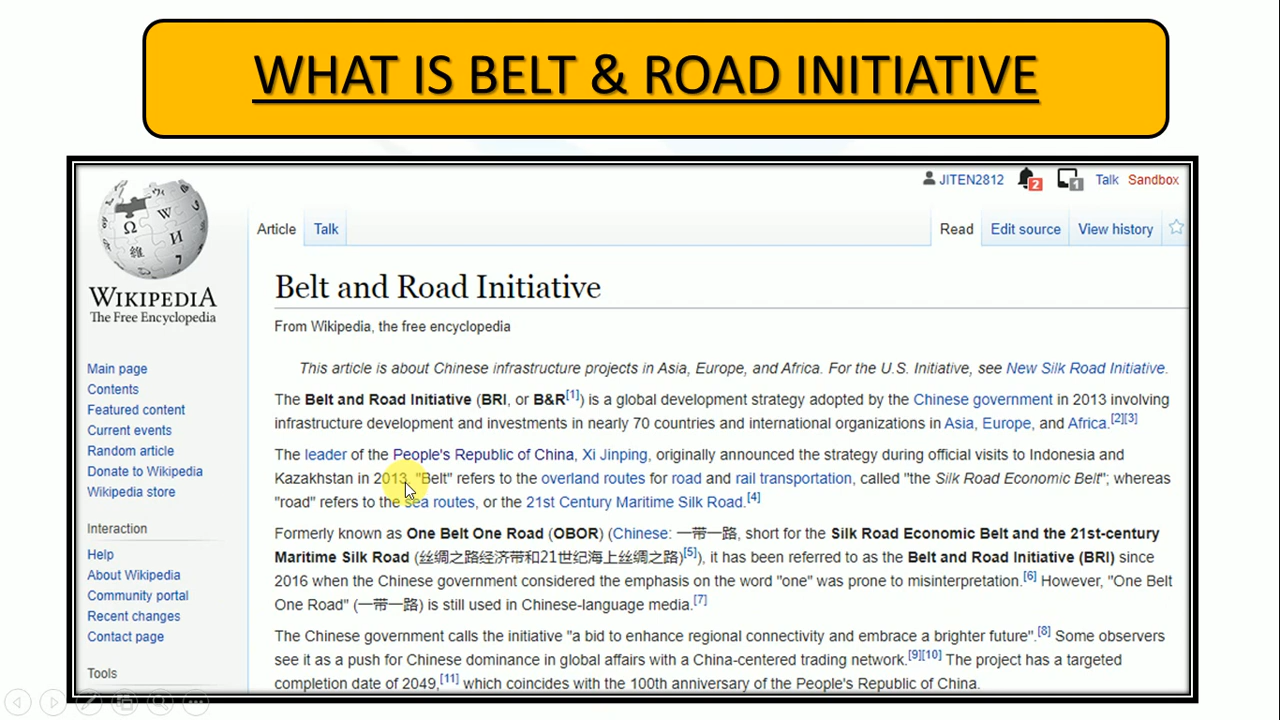 WHAT IS BELT & ROAD INITIATIVE
JITEN2812 2 1 Talk Sandbox
Article Talk Read Edit source View history
WIKIPEDIA
The Free Encyclopedia
Belt and Road Initiative
From Wikipedia, the free encyclopedia
This article is about Chinese infrastructure projects in Asia, Europe, and Africa. For the U.S. Initiative, see New Silk Road Initiative.
The Belt and Road Initiative (BRI, or B&R[1]) is a global development strategy adopted by the Chinese government in 2013 involving
infrastructure development and investments in nearly 70 countries and international organizations in Asia, Europe, and Africa.[2][3]
The leader of the People's Republic of China, Xi Jinping, originally announced the strategy during official visits to Indonesia and
Kazakhstan in 2013. "Belt" refers to the overland routes for road and rail transportation, called "the Silk Road Economic Belt"; whereas
"road" refers to the sea routes, or the 21st Century Maritime Silk Road.[4]
Formerly known as One Belt One Road (OBOR) (Chinese: 一带一路, short for the Silk Road Economic Belt and the 21st-century
Maritime Silk Road (丝绸之路经济带和21世纪海上丝绸之路)[5]), it has been referred to as the Belt and Road Initiative (BRI) since
2016 when the Chinese government considered the emphasis on the word "one" was prone to misinterpretation.[6] However, "One Belt
One Road" (一带一路) is still used in Chinese-language media.[7]
The Chinese government calls the initiative "a bid to enhance regional connectivity and embrace a brighter future".[8] Some observers
see it as a push for Chinese dominance in global affairs with a China-centered trading network.[9][10] The project has a targeted
completion date of 2049,[11] which coincides with the 100th anniversary of the People's Republic of China.
Main page
Contents
Featured content
Current events
Random article
Donate to Wikipedia
Wikipedia store
Interaction
Help
About Wikipedia
Community portal
Recent changes
Contact page
Tools